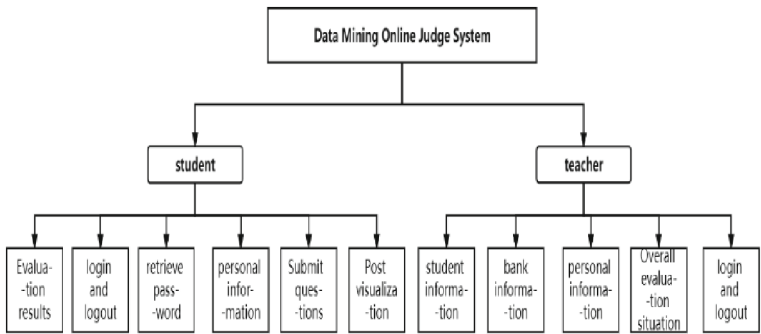 Data Mining Online Judge System
student
teacher
Evalua-
-tion
results
login
and
logout
retrieve
pass-
-word
personal
infor-
-mation
Submit
ques-
-tions
Post
visualiza
-tion
student
informa-
-tion
bank
informa-
-tion
personal
informa-
-tion
Overall
evalua-
-tion
situation
login
and
logout